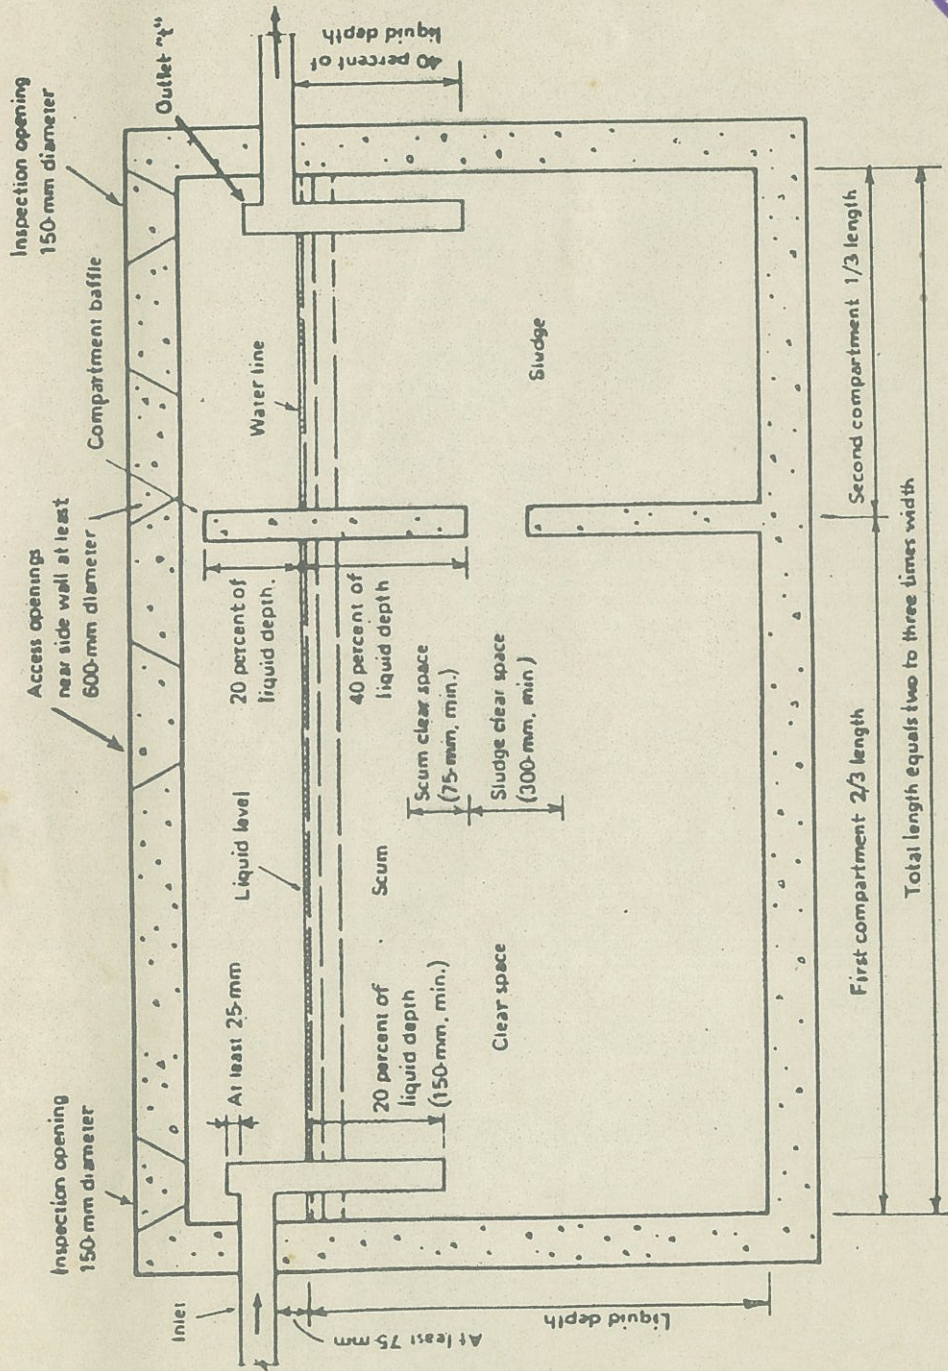 Inspection opening
150-mm diameter
Access openings
near side wall at least
600-mm diameter
Compartment baffle
Inspection opening
150-mm diameter
Outlet "t"
Inlet
At least 25-mm
Liquid level
20 percent of
liquid depth.
Water line
40 percent of
liquid depth
At least 75-mm
20 percent of
liquid depth
(150-mm, min.)
Scum
40 percent of
liquid depth
Scum clear space
(75-mm, min.)
Sludge clear space
(300-mm, min)
Clear space
Sludge
Liquid depth
First compartment 2/3 length
Second compartment 1/3 length
Total length equals two to three times width